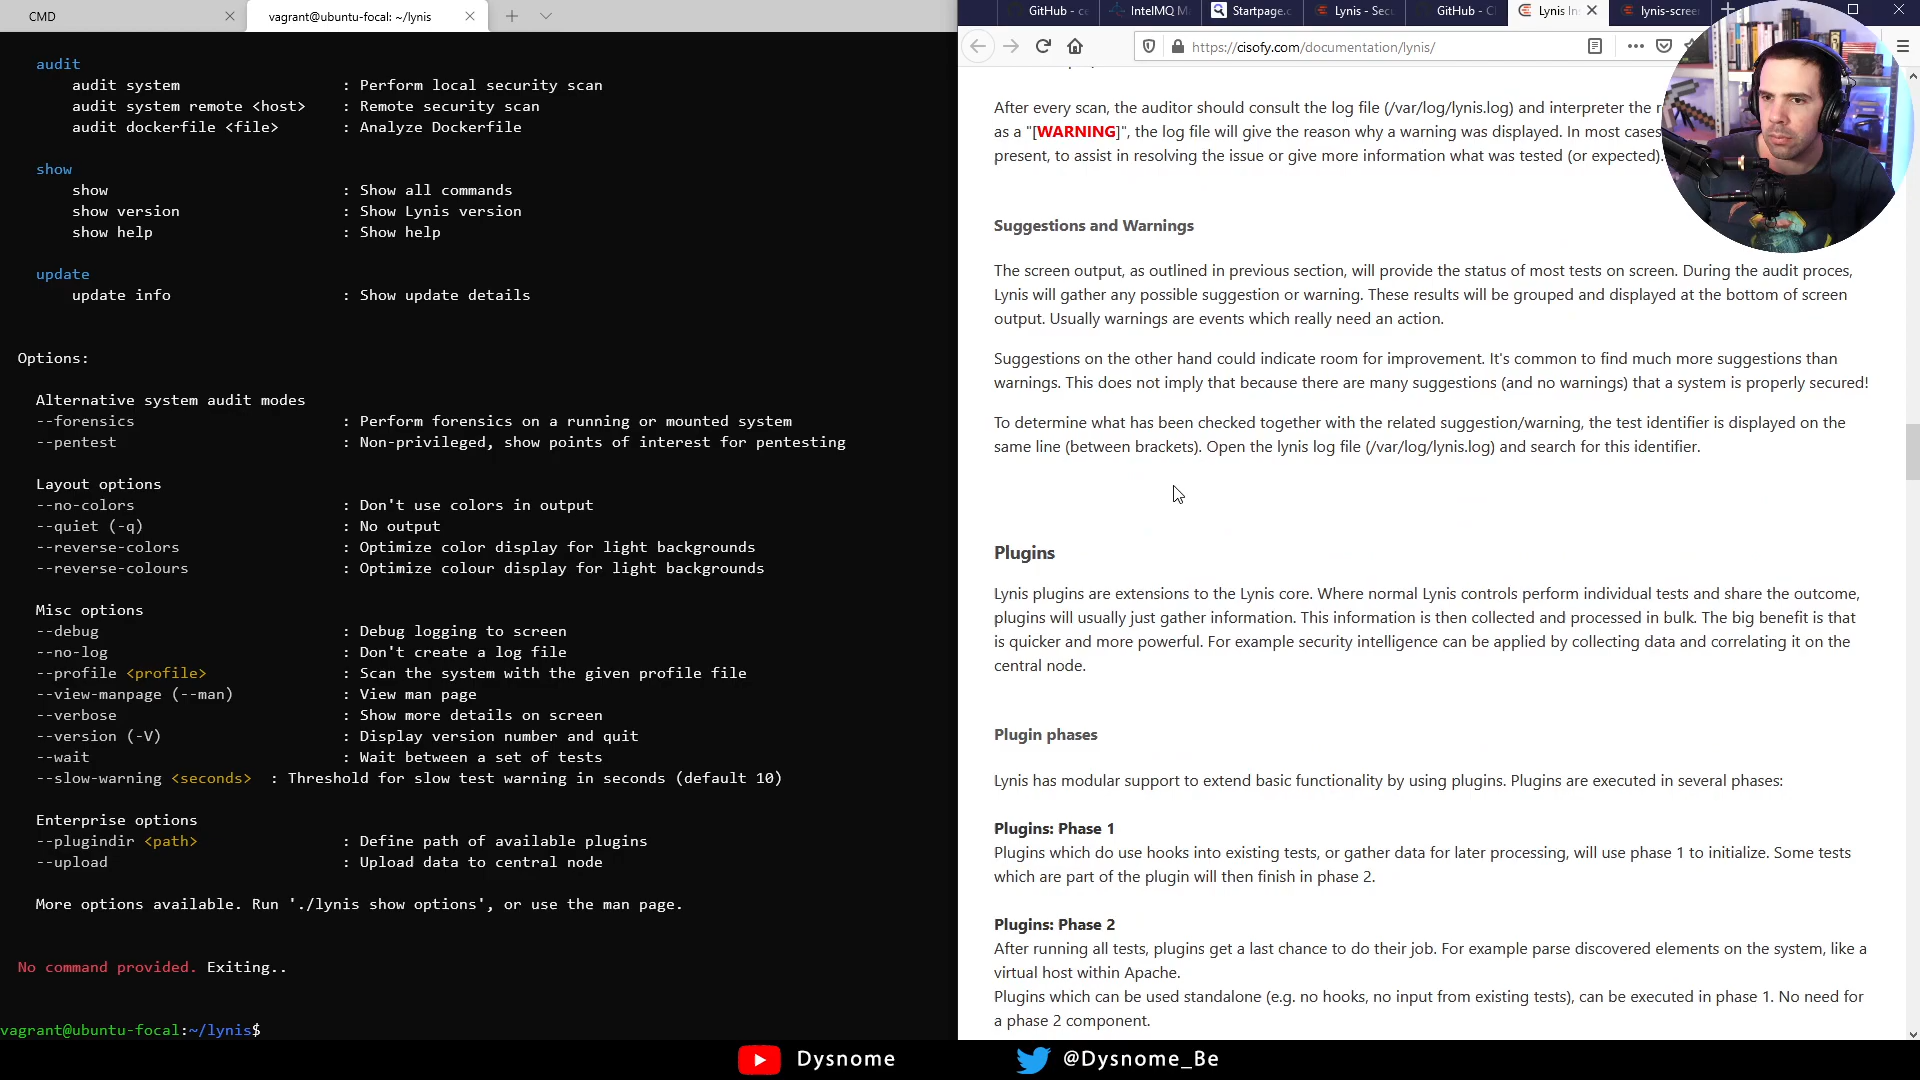 CMD
vagrant@ubuntu-focal: ~/lynis
audit
audit system : Perform local security scan
audit system remote <host> : Remote security scan
audit dockerfile <file> : Analyze Dockerfile
show
show : Show all commands
show version : Show Lynis version
show help : Show help
update
update info : Show update details
Options:
Alternative system audit modes
--forensics : Perform forensics on a running or mounted system
--pentest : Non-privileged, show points of interest for pentesting
Layout options
--no-colors : Don't use colors in output
--quiet (-q) : No output
--reverse-colors : Optimize color display for light backgrounds
--reverse-colours : Optimize colour display for light backgrounds
Misc options
--debug : Debug logging to screen
--no-log : Don't create a log file
--profile <profile> : Scan the system with the given profile file
--view-manpage (--man) : View man page
--verbose : Show more details on screen
--version (-V) : Display version number and quit
--wait : Wait between a set of tests
--slow-warning <seconds> : Threshold for slow test warning in seconds (default 10)
Enterprise options
--plugindir <path> : Define path of available plugins
--upload : Upload data to central node
More options available. Run './lynis show options', or use the man page.
No command provided. Exiting..
vagrant@ubuntu-focal:~/lynis$
GitHub - ce
IntelMQ M
Startpage.c
Lynis - Sec
GitHub - C
Lynis In
lynis-scree
https://cisofy.com/documentation/lynis/
After every scan, the auditor should consult the log file (/var/log/lynis.log) and interpreter the r
as a "[WARNING]", the log file will give the reason why a warning was displayed. In most cases
present, to assist in resolving the issue or give more information what was tested (or expected).
Suggestions and Warnings
The screen output, as outlined in previous section, will provide the status of most tests on screen. During the audit proces,
Lynis will gather any possible suggestion or warning. These results will be grouped and displayed at the bottom of screen
output. Usually warnings are events which really need an action.
Suggestions on the other hand could indicate room for improvement. It's common to find much more suggestions than
warnings. This does not imply that because there are many suggestions (and no warnings) that a system is properly secured!
To determine what has been checked together with the related suggestion/warning, the test identifier is displayed on the
same line (between brackets). Open the lynis log file (/var/log/lynis.log) and search for this identifier.
Plugins
Lynis plugins are extensions to the Lynis core. Where normal Lynis controls perform individual tests and share the outcome,
plugins will usually just gather information. This information is then collected and processed in bulk. The big benefit is that
is quicker and more powerful. For example security intelligence can be applied by collecting data and correlating it on the
central node.
Plugin phases
Lynis has modular support to extend basic functionality by using plugins. Plugins are executed in several phases:
Plugins: Phase 1
Plugins which do use hooks into existing tests, or gather data for later processing, will use phase 1 to initialize. Some tests
which are part of the plugin will then finish in phase 2.
Plugins: Phase 2
After running all tests, plugins get a last chance to do their job. For example parse discovered elements on the system, like a
virtual host within Apache.
Plugins which can be used standalone (e.g. no hooks, no input from existing tests), can be executed in phase 1. No need for
a phase 2 component.
Dysnome
@Dysnome_Be